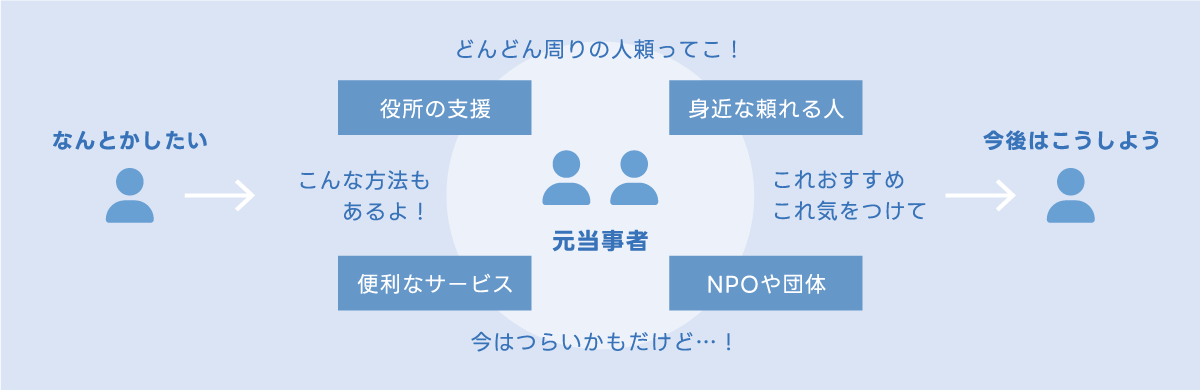 どんどん周りの人頼ってこ！
役所の支援
身近な頼れる人
なんとかしたい
今後はこうしよう
こんな方法も
あるよ！
これおすすめ
これ気をつけて
元当事者
便利なサービス
NPOや団体
今はつらいかもだけど…！